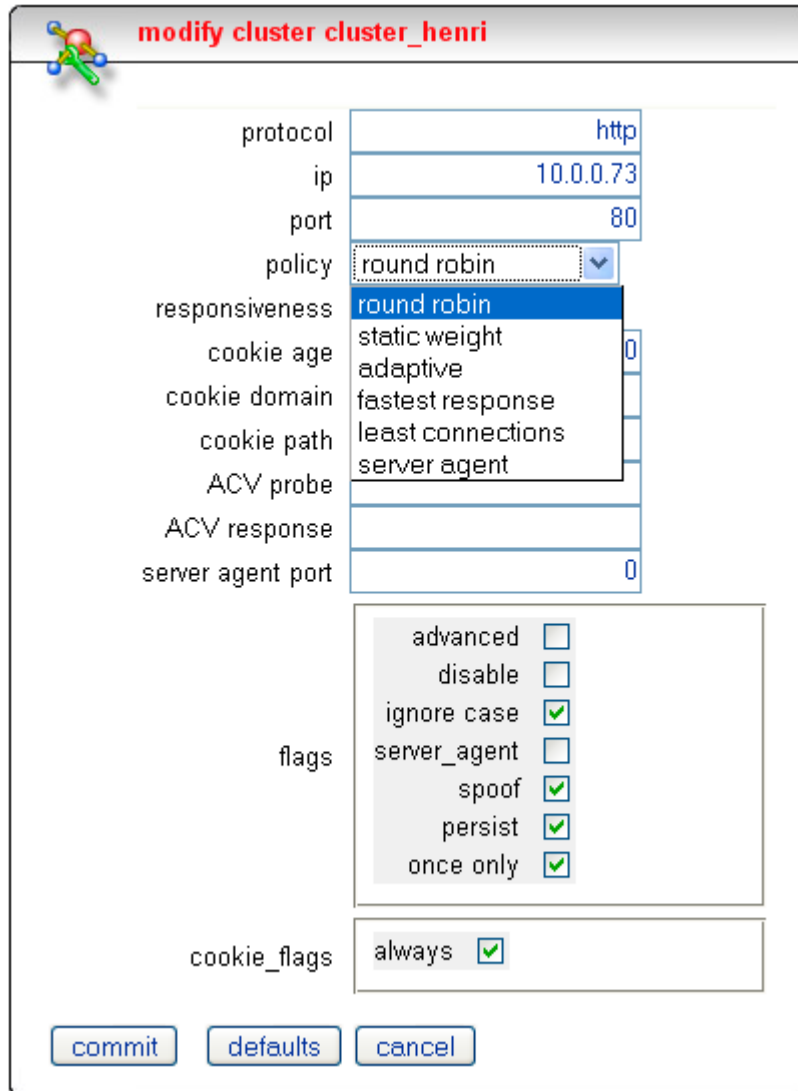 modify cluster cluster_henri
protocol http
ip 10.0.0.73
port 80
policy round robin
responsiveness round robin
static weight
cookie age 0
adaptive
cookie domain fastest response
cookie path least connections
server agent
ACV probe
ACV response
server agent port 0
advanced
disable
ignore case
flags server_agent
spoof
persist
once only
cookie_flags always
commit defaults cancel